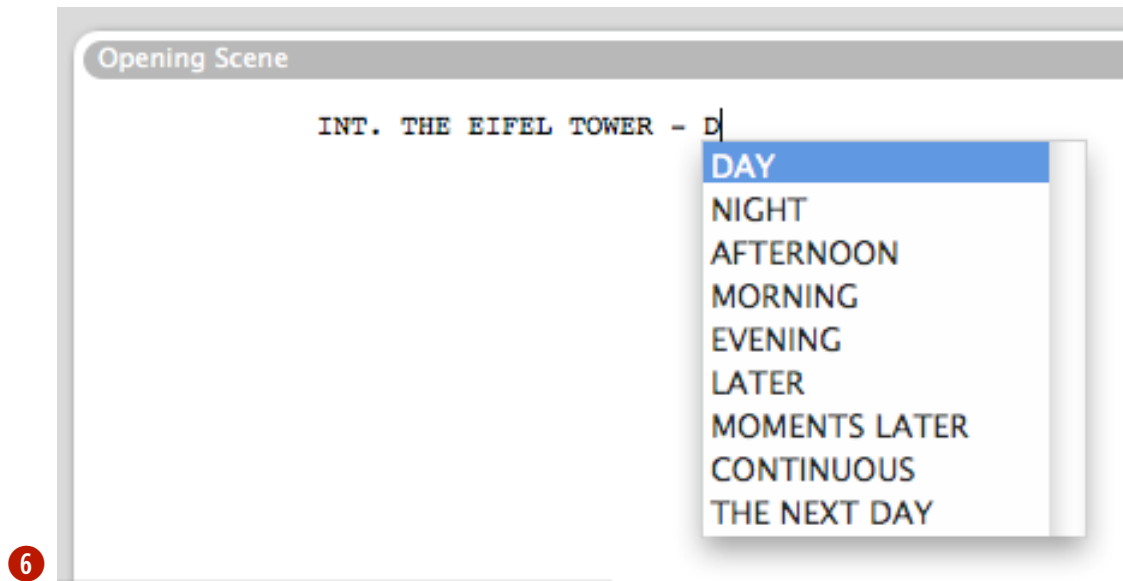 Opening Scene
INT. THE EIFEL TOWER - D
DAY
NIGHT
AFTERNOON
MORNING
EVENING
LATER
MOMENTS LATER
CONTINUOUS
THE NEXT DAY
6